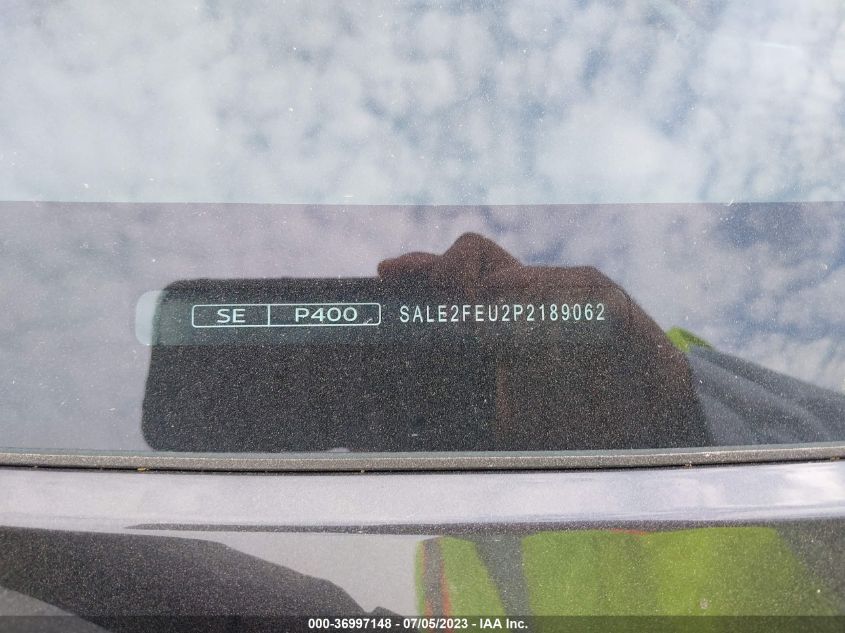 SE P400 SALE2FEU2P2189062
000-36997148 - 07/05/2023 - IAA Inc.